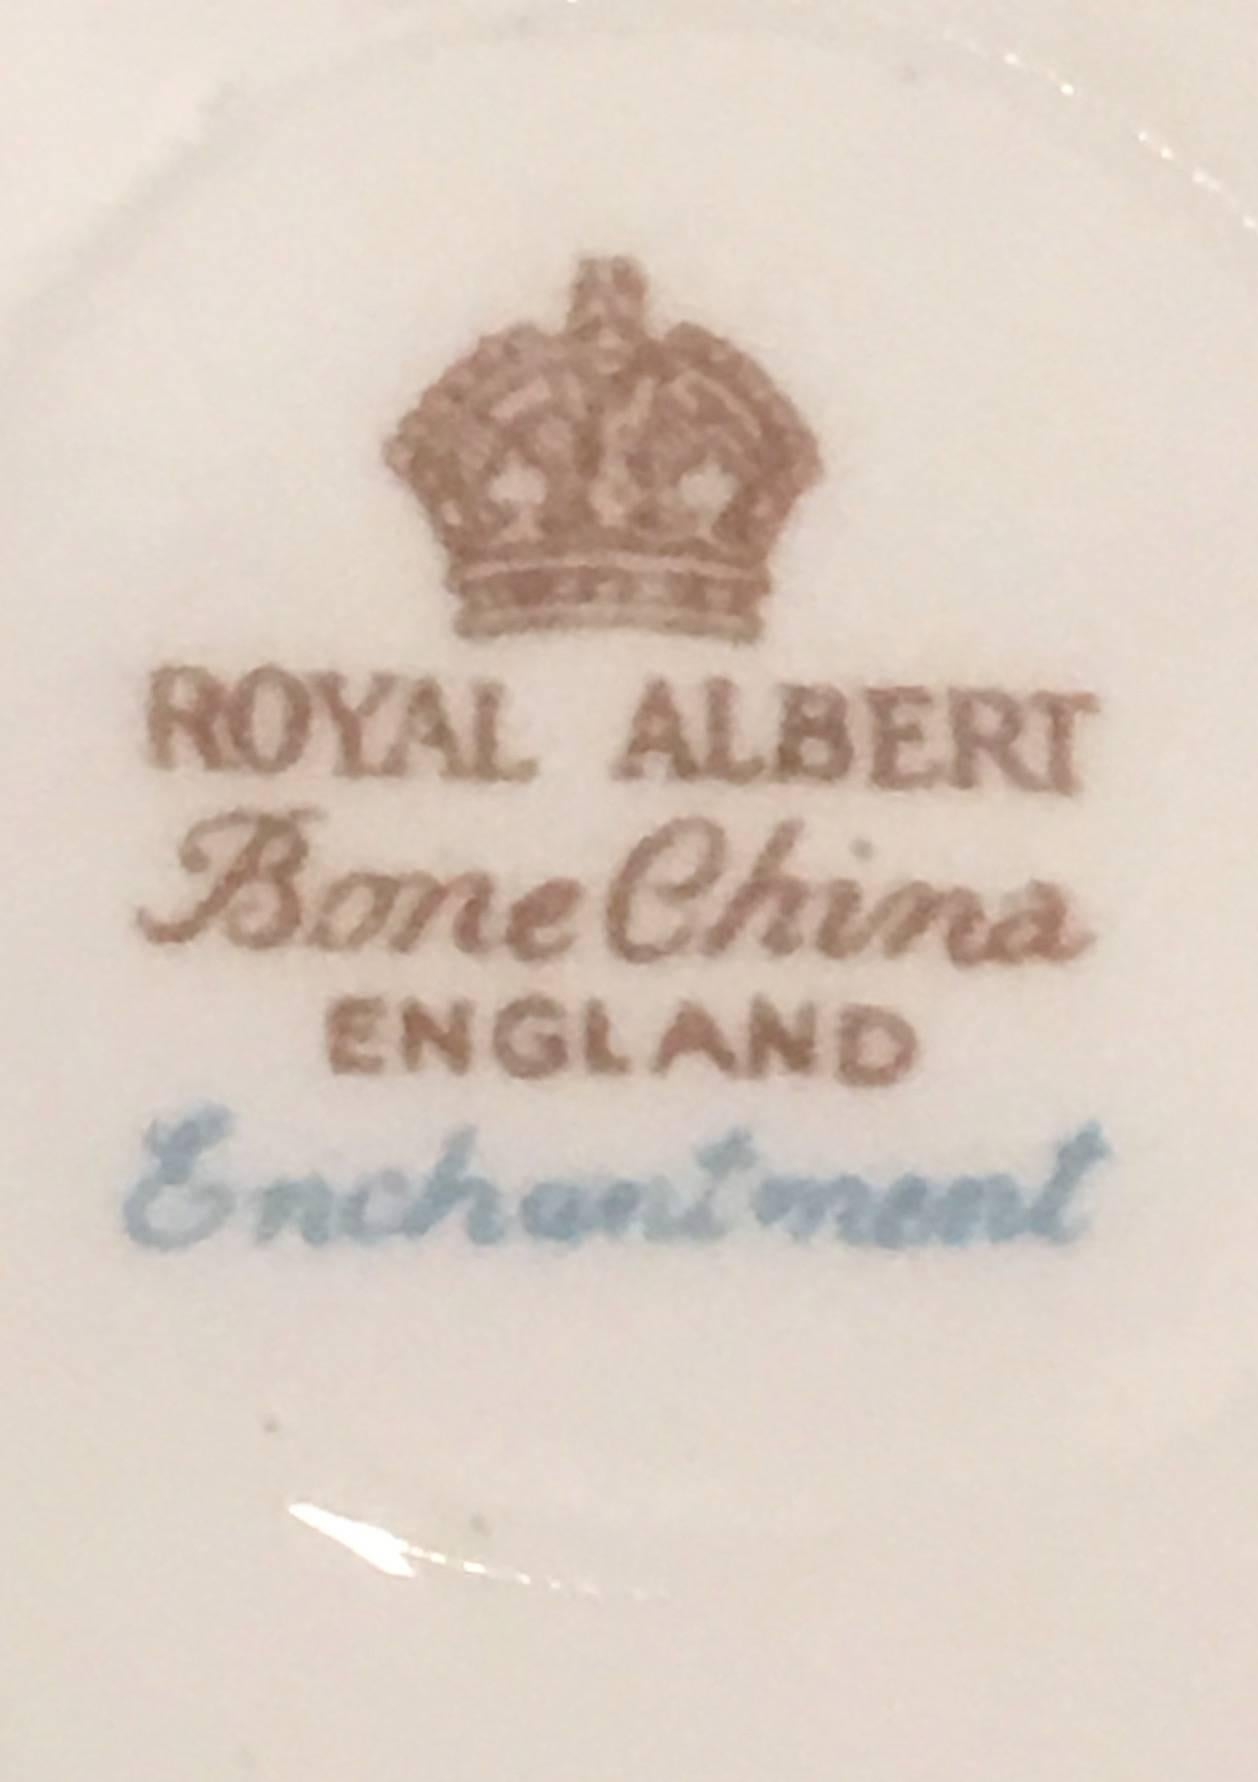 ROYAL ALBERT
Bone China
ENGLAND
Enchantment